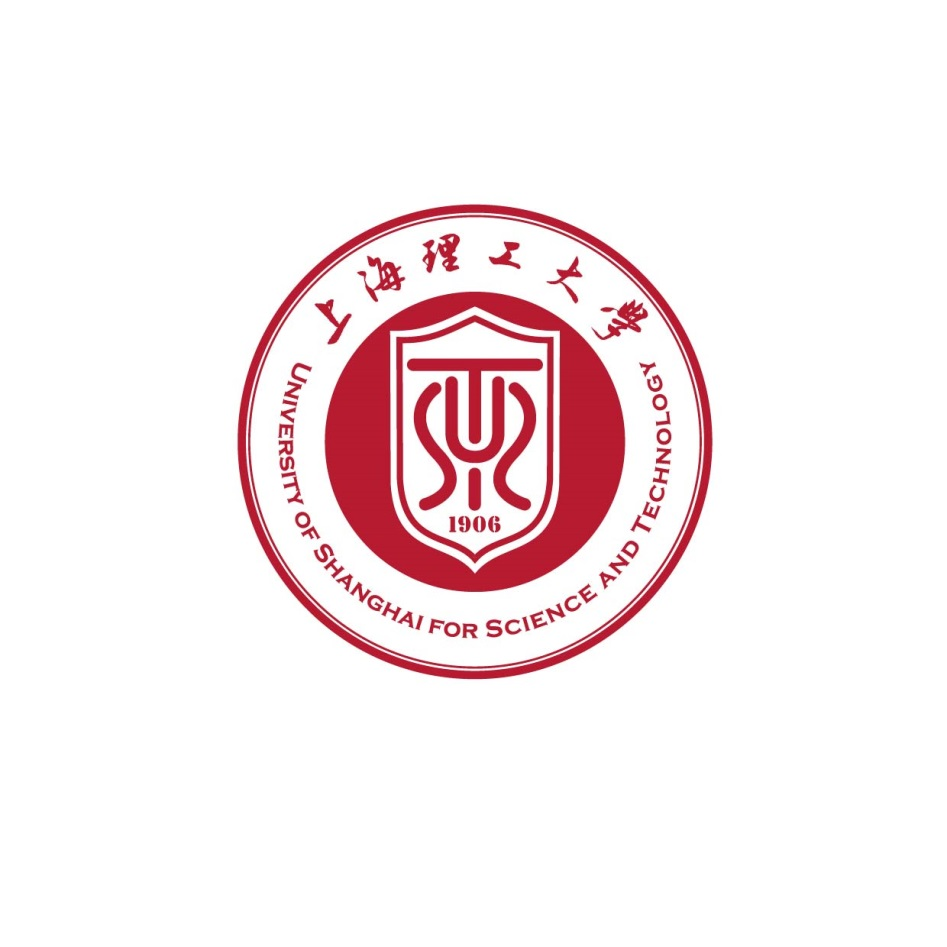 上海理工大學
UNIVERSITY OF SHANGHAI FOR SCIENCE AND TECHNOLOGY
1906